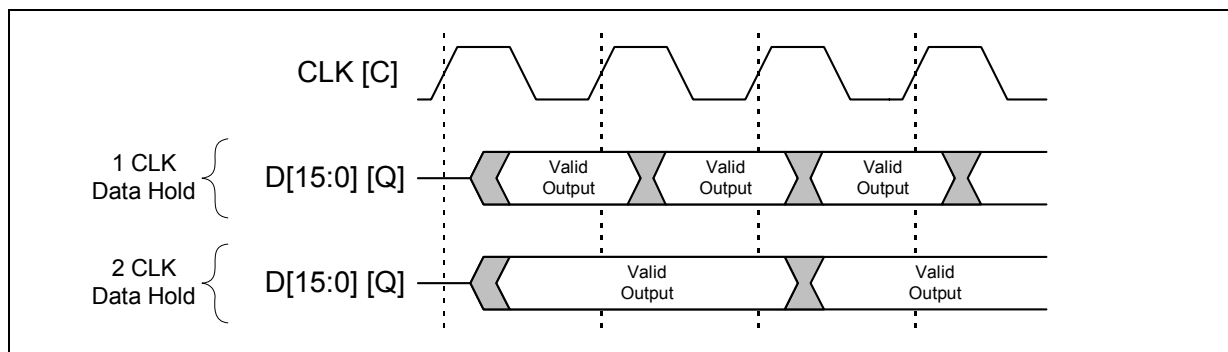 CLK [C]
1 CLK
Data Hold
D[15:0] [Q]
Valid
Output
Valid
Output
Valid
Output
2 CLK
Data Hold
D[15:0] [Q]
Valid
Output
Valid
Output